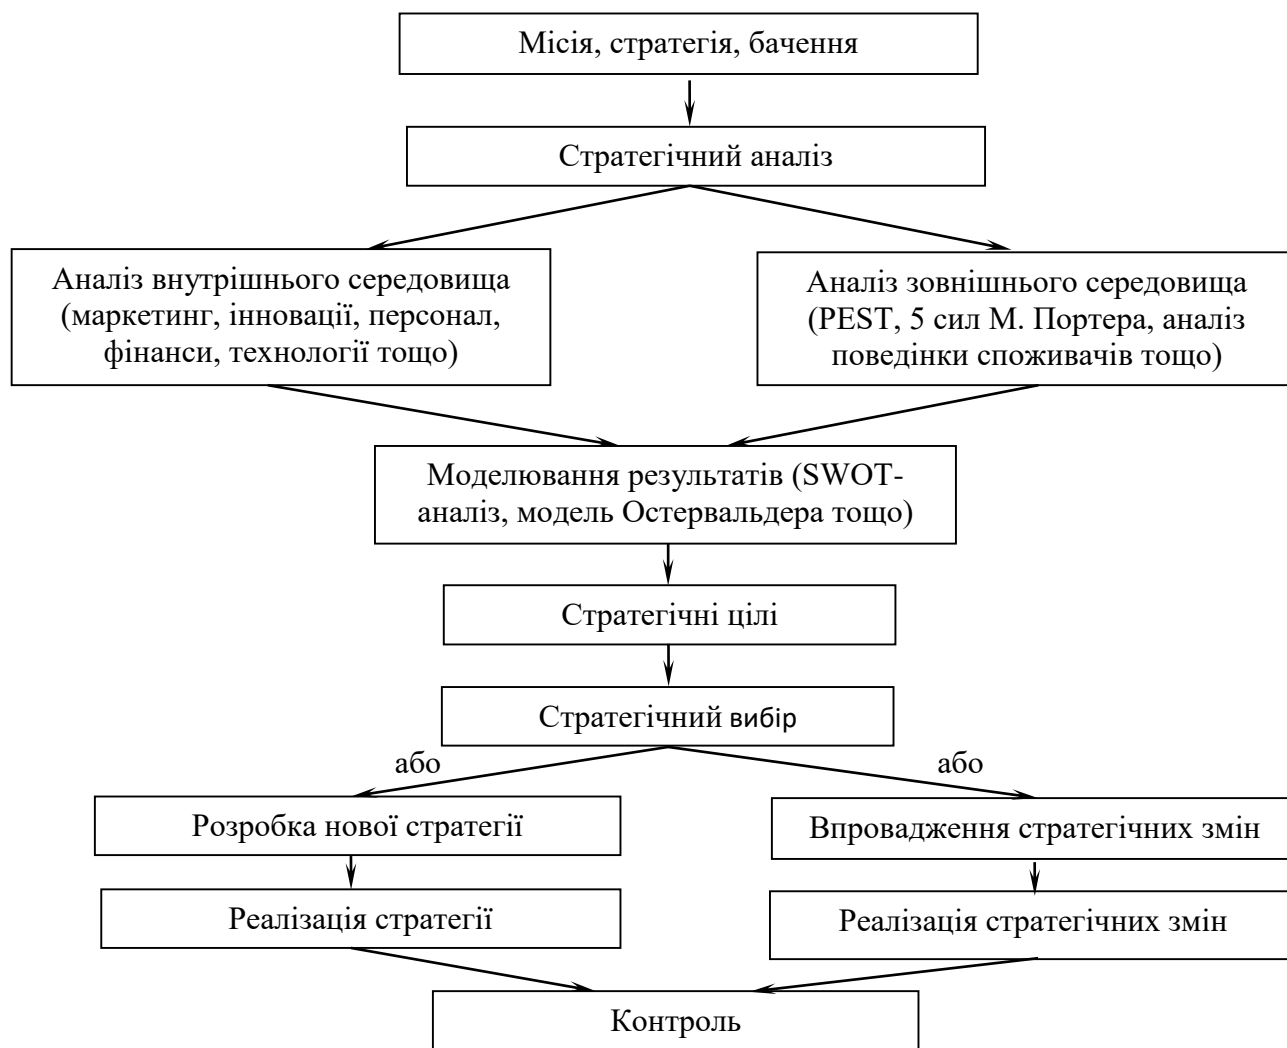 Місія, стратегія, бачення
Стратегічний аналіз
Аналіз внутрішнього середовища
(маркетинг, інновації, персонал,
фінанси, технології тощо)
Аналіз зовнішнього середовища
(PEST, 5 сил М. Портера, аналіз
поведінки споживачів тощо)
Моделювання результатів (SWOT-
аналіз, модель Остервальдера тощо)
Стратегічні цілі
Стратегічний вибір
або
або
Розробка нової стратегії
Впровадження стратегічних змін
Реалізація стратегії
Реалізація стратегічних змін
Контроль